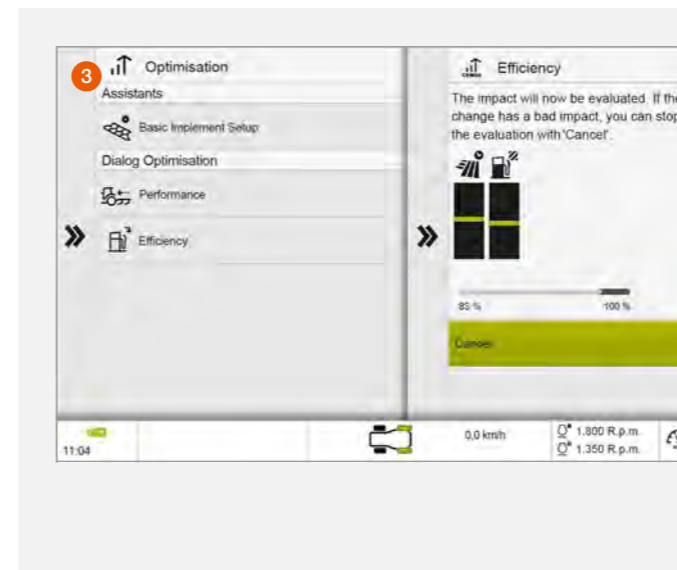 3
Optimisation
Assistants
Basic Implement Setup
Dialog Optimisation
Performance
Efficiency
Efficiency
The impact will now be evaluated. If the
change has a bad impact, you can stop
the evaluation with 'Cancel'.
85 %
100 %
Cancel
11:04
0,0 km/h
1.800 R.p.m.
1.350 R.p.m.